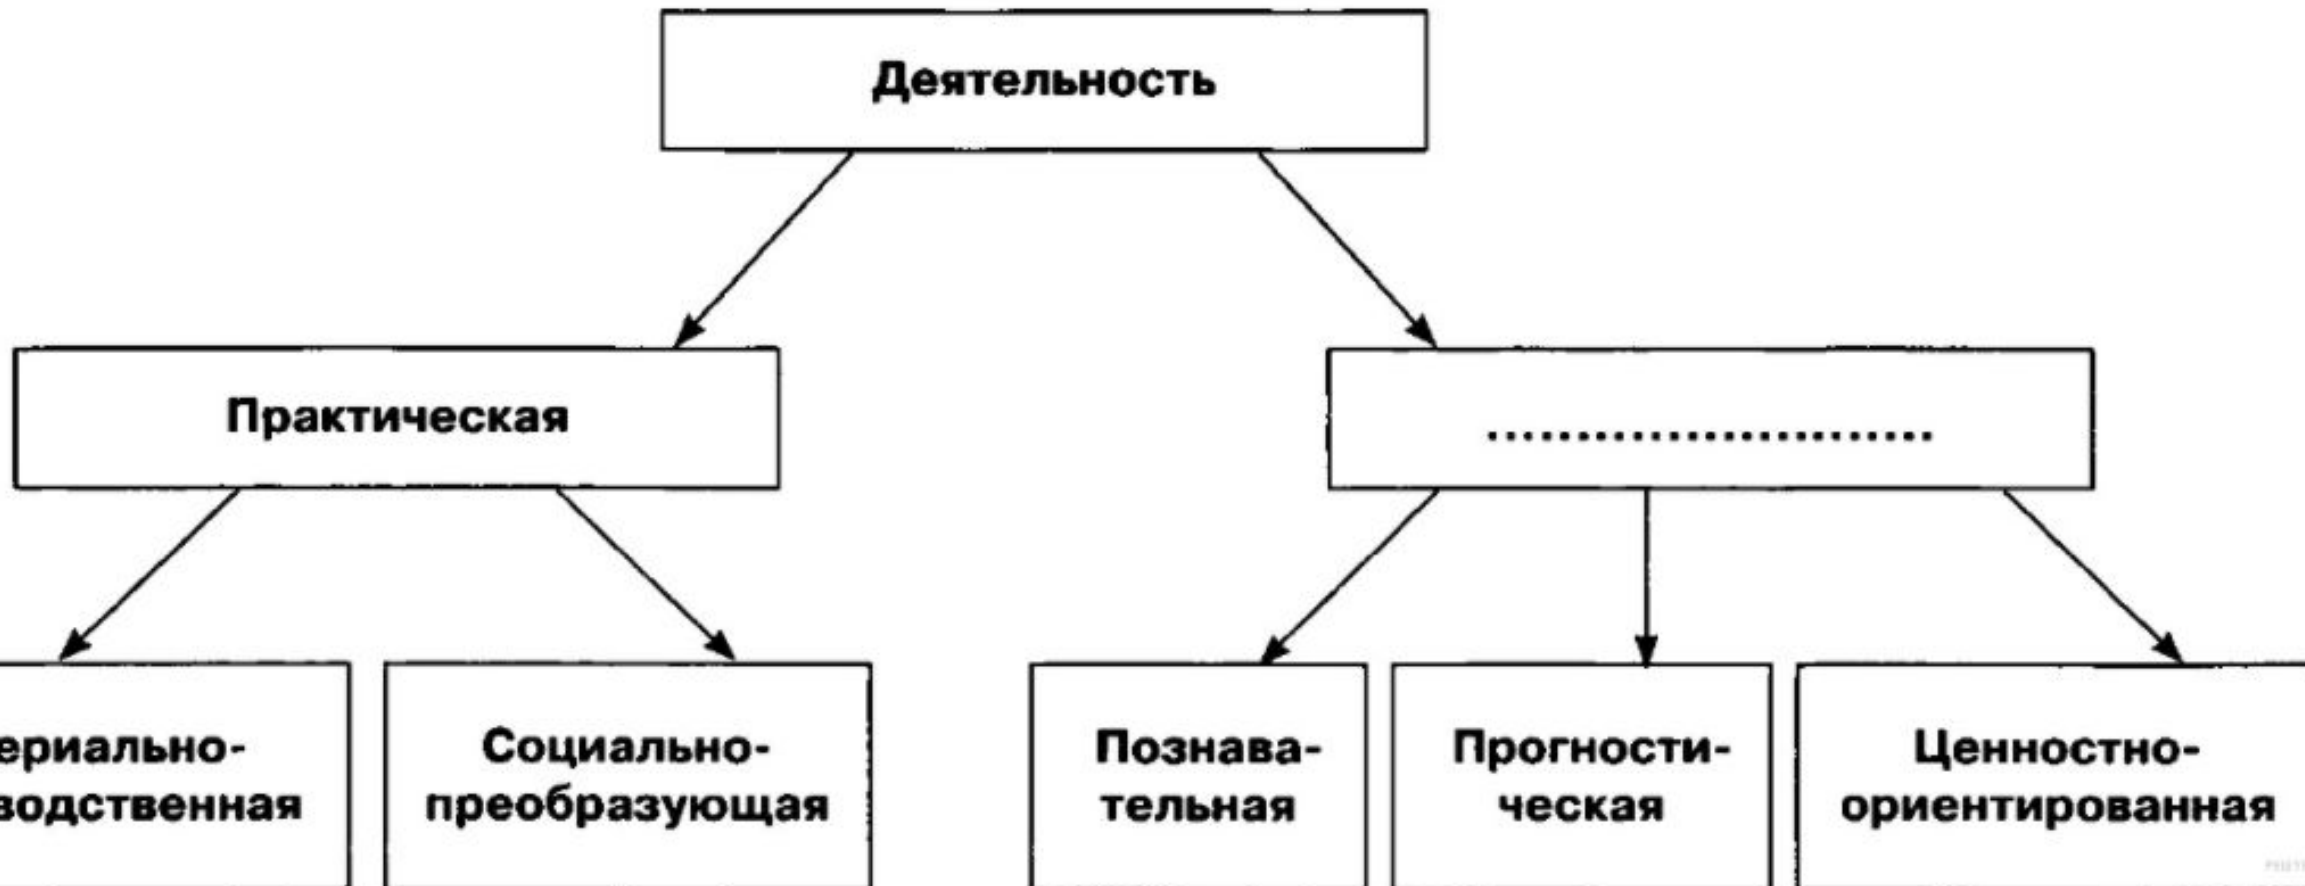 Деятельность
Практическая
........................
ериально-
водственная
Социально-
преобразующая
Познава-
тельная
Прогности-
ческая
Ценностно-
ориентированная